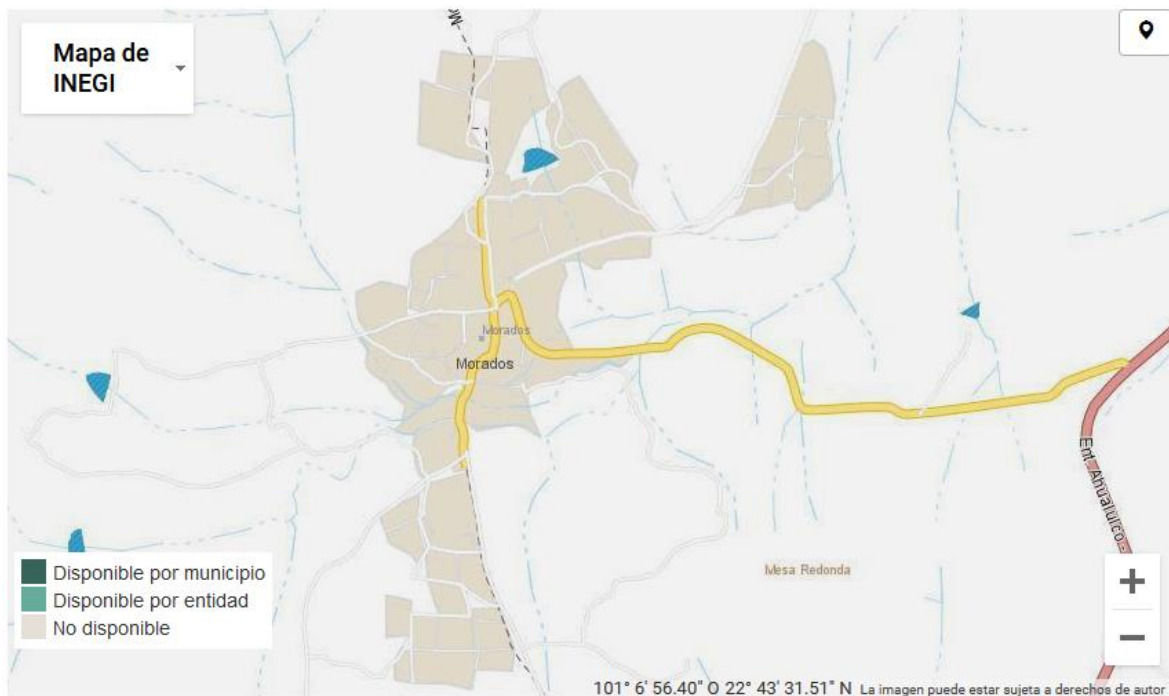 Mapa de
INEGI
Morados
Morados
Ent. Ahualulco -
Mesa Redonda
Disponible por municipio
Disponible por entidad
No disponible
+
−
101° 6' 56.40" O 22° 43' 31.51" N La imagen puede estar sujeta a derechos de autor